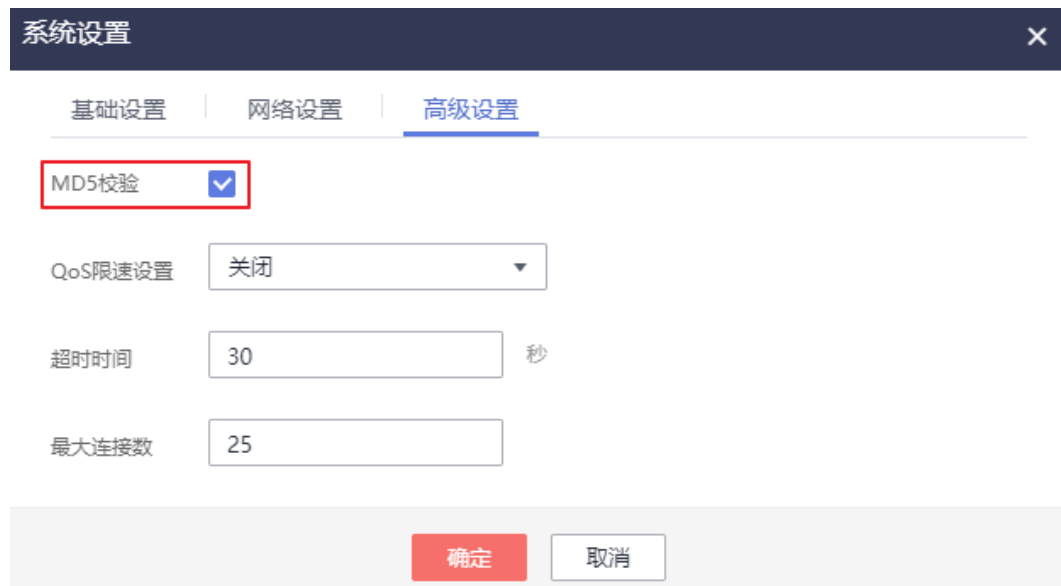 系统设置
基础设置 网络设置 高级设置
MD5校验
QoS限速设置 关闭
超时时间 30 秒
最大连接数 25
确定 取消